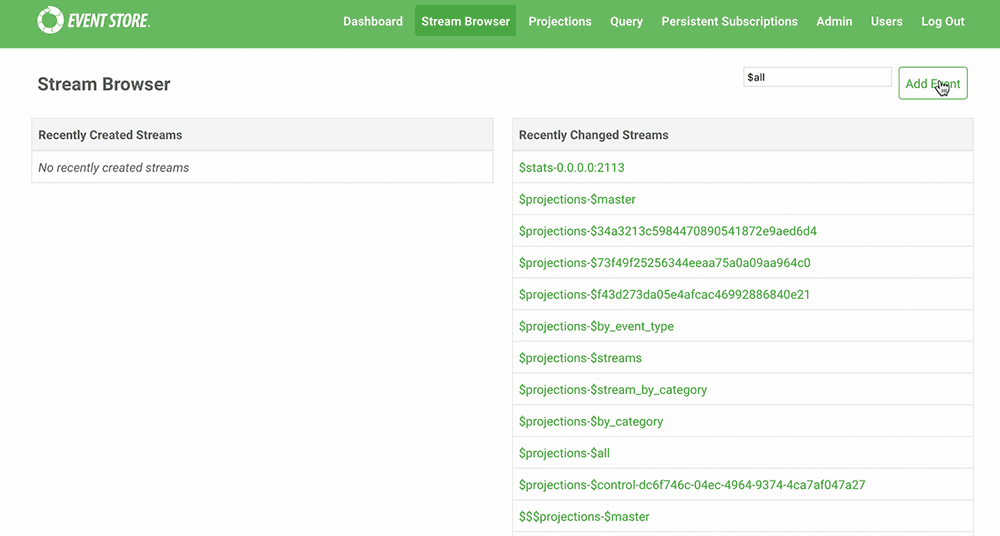 EVENT STORE.
Dashboard Stream Browser Projections Query Persistent Subscriptions Admin Users Log Out
Stream Browser
$all
Add Event
Recently Created Streams
No recently created streams
Recently Changed Streams
$stats-0.0.0.0:2113
$projections-$master
$projections-$34a3213c5984470890541872e9aed6d4
$projections-$73f49f25256344eeaa75a0a09aa964c0
$projections-$f43d273da05e4afcac46992886840e21
$projections-$by_event_type
$projections-$streams
$projections-$stream_by_category
$projections-$by_category
$projections-$all
$projections-$control-dc6f746c-04ec-4964-9374-4ca7af047a27
$$$projections-$master